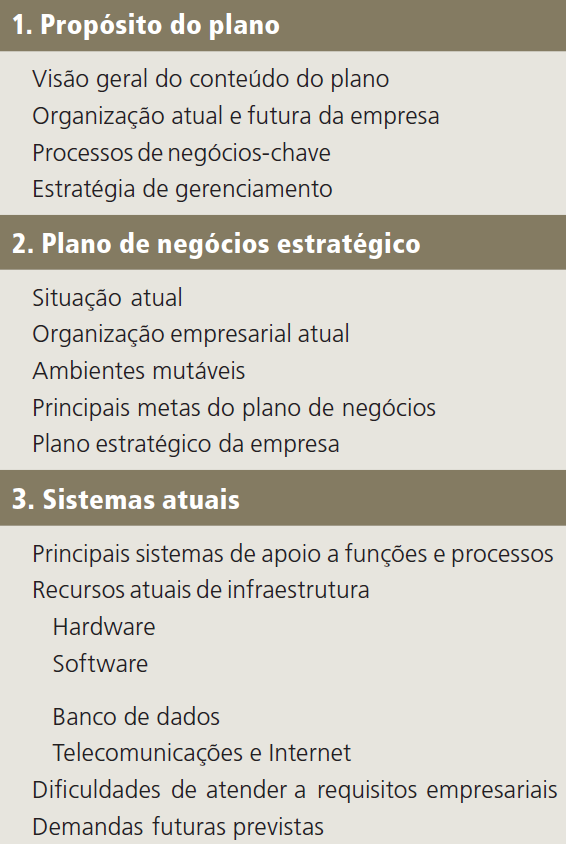 1. Propósito do plano
Visão geral do conteúdo do plano
Organização atual e futura da empresa
Processos de negócios-chave
Estratégia de gerenciamento
2. Plano de negócios estratégico
Situação atual
Organização empresarial atual
Ambientes mutáveis
Principais metas do plano de negócios
Plano estratégico da empresa
3. Sistemas atuais
Principais sistemas de apoio a funções e processos
Recursos atuais de infraestrutura
Hardware
Software
Banco de dados
Telecomunicações e Internet
Dificuldades de atender a requisitos empresariais
Demandas futuras previstas